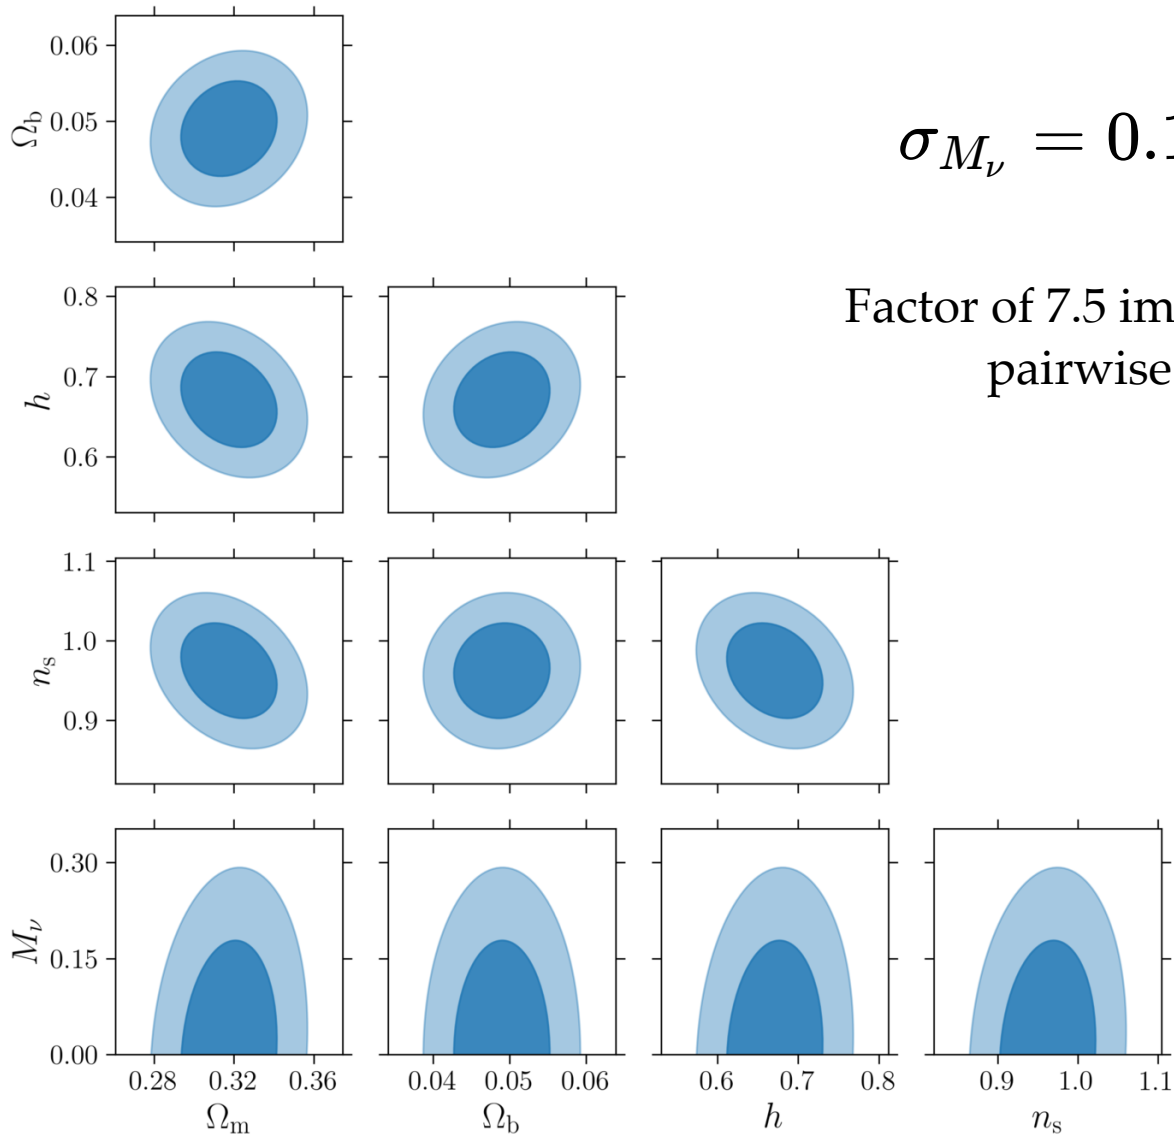 0.06
Ω_b 0.05
0.04
σ_{M_ν} = 0.1
Factor of 7.5 im
pairwise
0.8
h 0.7
0.6
1.1
n_s 1.0
0.9
0.30
M_ν 0.15
0.00
0.28 0.32 0.36 0.04 0.05 0.06 0.6 0.7 0.8 0.9 1.0 1.1
Ω_m Ω_b h n_s